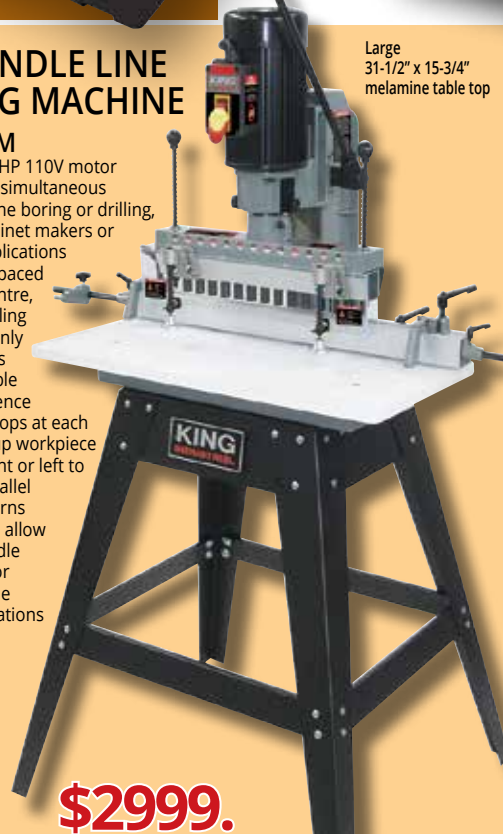 NDLE LINE
G MACHINE
M
HP 110V motor
simultaneous
ne boring or drilling,
inet makers or
plications
paced
ntre,
ling
nly
s
ble
ence
ops at each
up workpiece
nt or left to
allel
rns
allow
dle
or
e
ations
Large
31-1/2” x 15-3/4”
melamine table top
KING
KING
INDUSTRIAL
$2999.